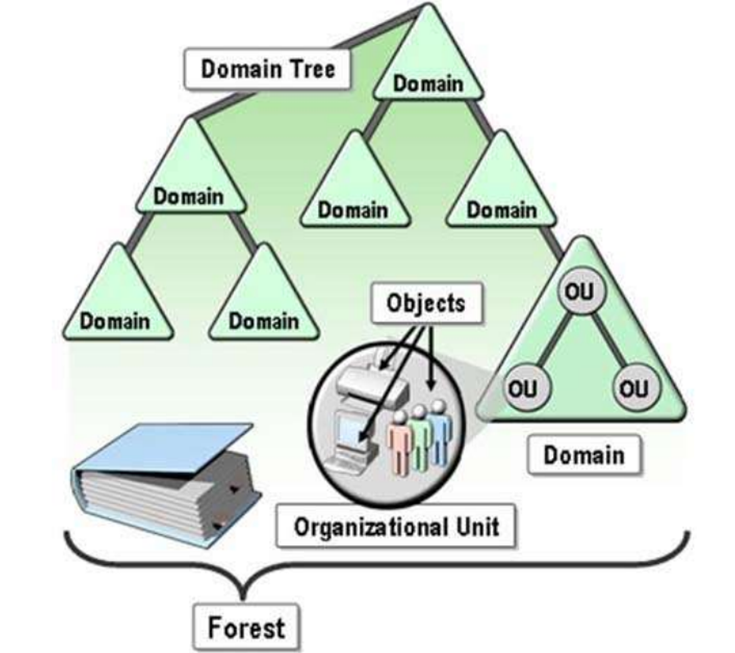 Domain Tree
Domain
Domain
Domain
Domain
Domain
Domain
OU
OU
OU
Objects
Domain
Organizational Unit
Forest